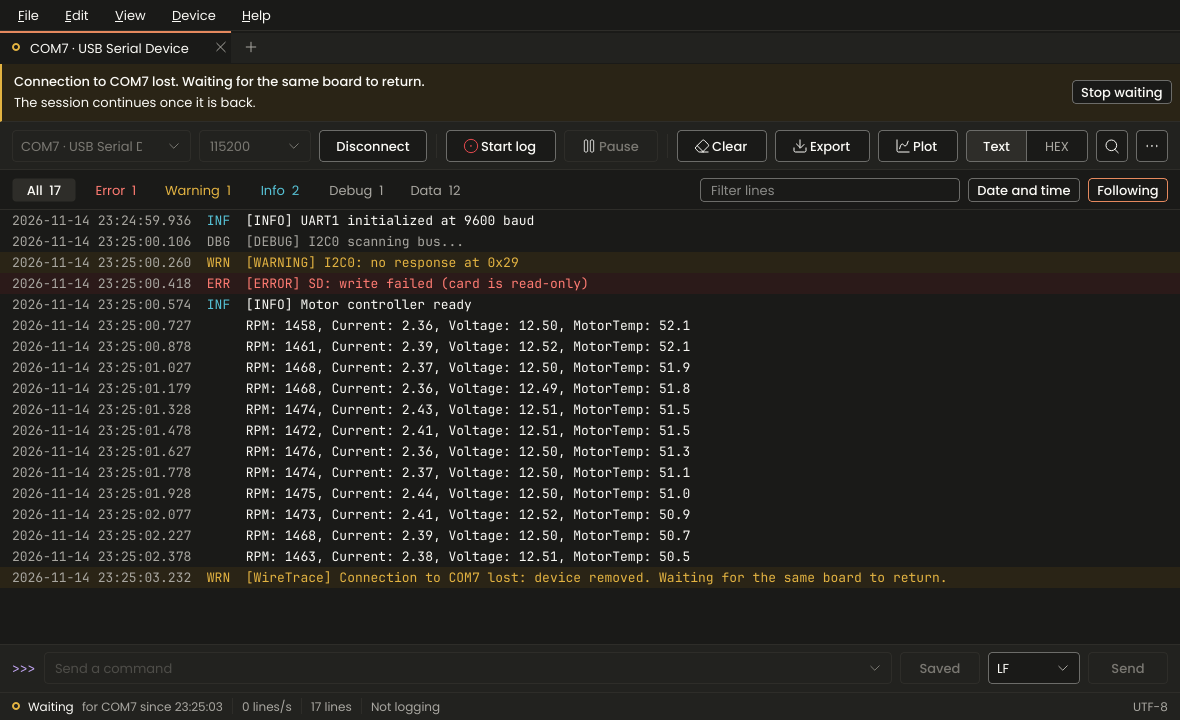 File Edit View Device Help
COM7 · USB Serial Device
Connection to COM7 lost. Waiting for the same board to return.
The session continues once it is back.
Stop waiting
COM7 · USB Serial D 115200 Disconnect Start log Pause Clear Export Plot Text HEX
All 17 Error 1 Warning 1 Info 2 Debug 1 Data 12 Filter lines Date and time Following
2026-11-14 23:24:59.936 INF [INFO] UART1 initialized at 9600 baud
2026-11-14 23:25:00.106 DBG [DEBUG] I2C0 scanning bus...
2026-11-14 23:25:00.260 WRN [WARNING] I2C0: no response at 0x29
2026-11-14 23:25:00.418 ERR [ERROR] SD: write failed (card is read-only)
2026-11-14 23:25:00.574 INF [INFO] Motor controller ready
2026-11-14 23:25:00.727 RPM: 1458, Current: 2.36, Voltage: 12.50, MotorTemp: 52.1
2026-11-14 23:25:00.878 RPM: 1461, Current: 2.39, Voltage: 12.52, MotorTemp: 52.1
2026-11-14 23:25:01.027 RPM: 1468, Current: 2.37, Voltage: 12.50, MotorTemp: 51.9
2026-11-14 23:25:01.179 RPM: 1468, Current: 2.36, Voltage: 12.49, MotorTemp: 51.8
2026-11-14 23:25:01.328 RPM: 1474, Current: 2.43, Voltage: 12.51, MotorTemp: 51.5
2026-11-14 23:25:01.478 RPM: 1472, Current: 2.41, Voltage: 12.51, MotorTemp: 51.5
2026-11-14 23:25:01.627 RPM: 1476, Current: 2.36, Voltage: 12.50, MotorTemp: 51.3
2026-11-14 23:25:01.778 RPM: 1474, Current: 2.37, Voltage: 12.50, MotorTemp: 51.1
2026-11-14 23:25:01.928 RPM: 1475, Current: 2.44, Voltage: 12.50, MotorTemp: 51.0
2026-11-14 23:25:02.077 RPM: 1473, Current: 2.41, Voltage: 12.52, MotorTemp: 50.9
2026-11-14 23:25:02.227 RPM: 1468, Current: 2.39, Voltage: 12.50, MotorTemp: 50.7
2026-11-14 23:25:02.378 RPM: 1463, Current: 2.38, Voltage: 12.51, MotorTemp: 50.5
2026-11-14 23:25:03.232 WRN [WireTrace] Connection to COM7 lost: device removed. Waiting for the same board to return.
>>> Send a command Saved LF Send
Waiting for COM7 since 23:25:03 0 lines/s 17 lines Not logging UTF-8